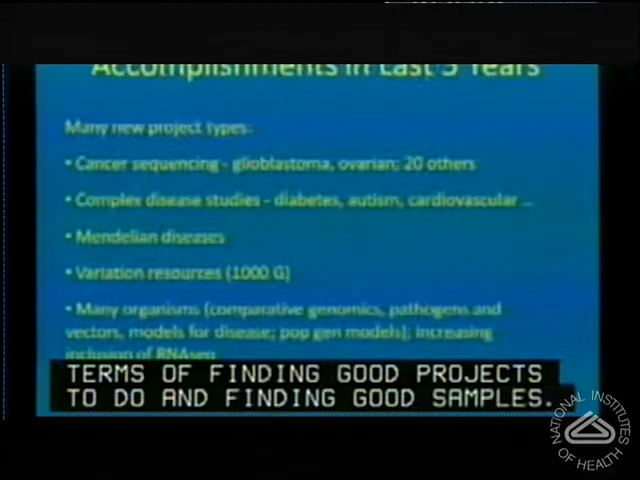 Accomplishments in Last 5 Years
Many new project types:
• Cancer sequencing - glioblastoma, ovarian; 20 others
• Complex disease studies - diabetes, autism, cardiovascular ...
• Mendelian diseases
• Variation resources (1000 G)
• Many organisms (comparative genomics, pathogens and
vectors, models for disease; pop gen models); increasing
inclusion of RNAseq
TERMS OF FINDING GOOD PROJECTS
TO DO AND FINDING GOOD SAMPLES.
NATIONAL INSTITUTES
OF HEALTH